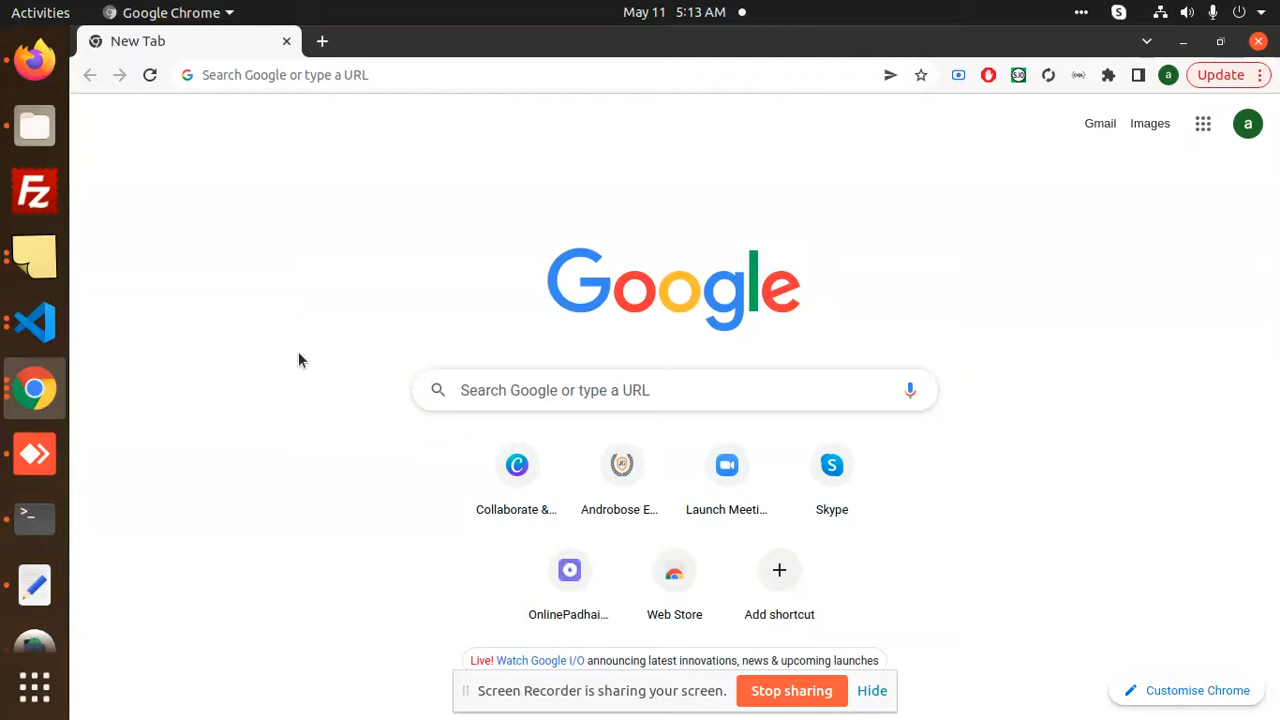 Activities
Google Chrome
May 11 5:13 AM
New Tab
Search Google or type a URL
Update
Gmail Images
a
Google
Search Google or type a URL
Collaborate &...
Androbose E...
Launch Meeti...
Skype
OnlinePadhai...
Web Store
Add shortcut
Live! Watch Google I/O announcing latest innovations, news & upcoming launches
Screen Recorder is sharing your screen.
Stop sharing
Hide
Customise Chrome